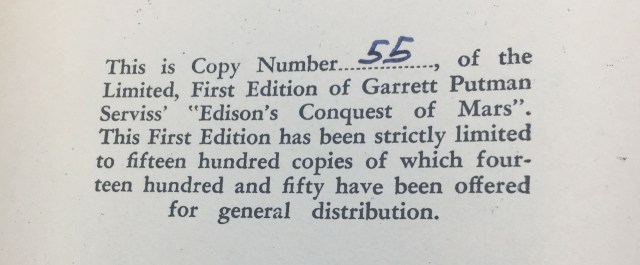 This is Copy Number...55..., of the
Limited, First Edition of Garrett Putman
Serviss' "Edison's Conquest of Mars".
This First Edition has been strictly limited
to fifteen hundred copies of which four-
teen hundred and fifty have been offered
for general distribution.